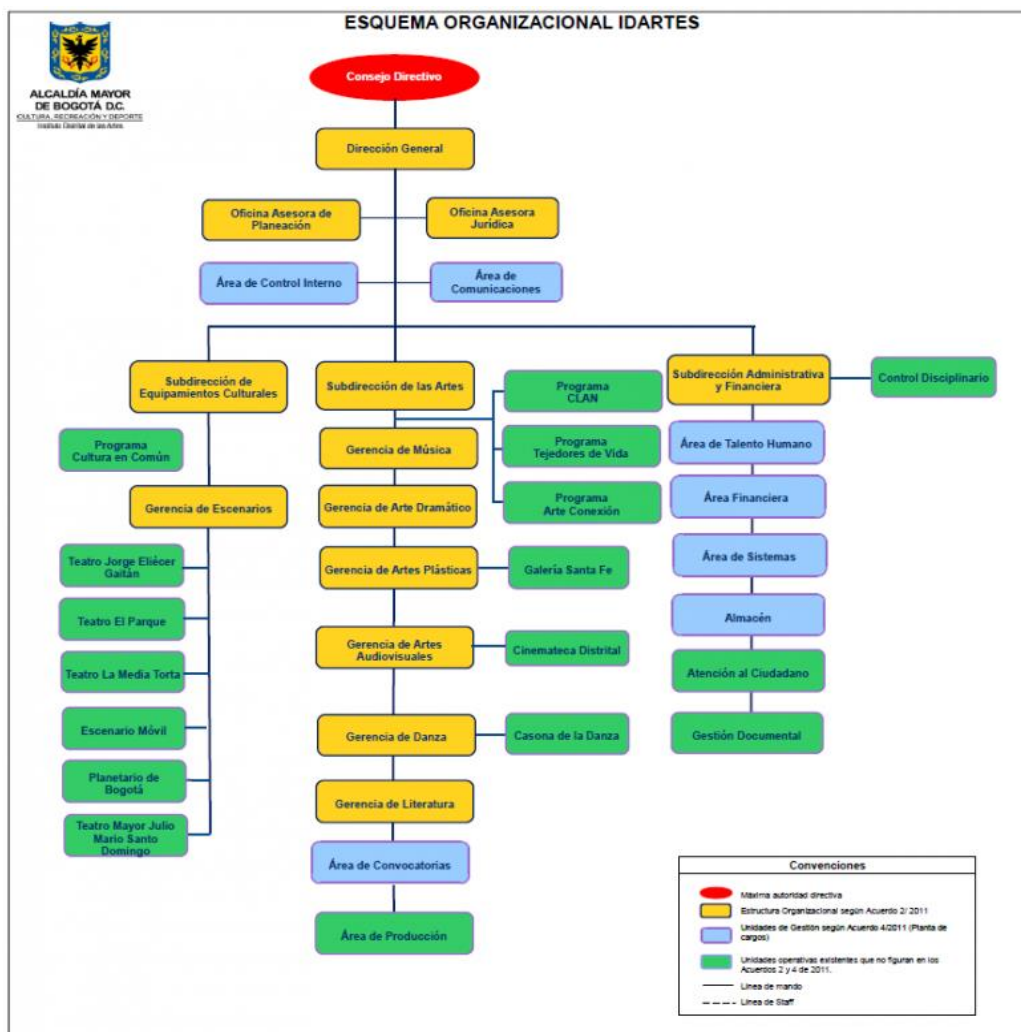 ESQUEMA ORGANIZACIONAL IDARTES
ALCALDÍA MAYOR
DE BOGOTÁ D.C.
CULTURA, RECREACIÓN Y DEPORTE
Instituto Distrital de las Artes
Consejo Directivo
Dirección General
Oficina Asesora de
Planeación
Oficina Asesora
Jurídica
Área de Control Interno
Área de
Comunicaciones
Subdirección de
Equipamientos Culturales
Programa
Cultura en Común
Gerencia de Escenarios
Teatro Jorge Eliécer
Gaitán
Teatro El Parque
Teatro La Media Torta
Escenario Móvil
Planetario de
Bogotá
Teatro Mayor Julio
Mario Santo
Domingo
Subdirección de las Artes
Programa
CLAN
Gerencia de Música
Programa
Tejedores de Vida
Gerencia de Arte Dramático
Programa
Arte Conexión
Gerencia de Artes Plásticas
Galería Santa Fe
Gerencia de Artes
Audiovisuales
Cinemateca Distrital
Gerencia de Danza
Casona de la Danza
Gerencia de Literatura
Área de Convocatorias
Área de Producción
Subdirección Administrativa
y Financiera
Control Disciplinario
Área de Talento Humano
Área Financiera
Área de Sistemas
Almacén
Atención al Ciudadano
Gestión Documental
Convenciones
Máxima autoridad directiva
Estructura Organizacional según Acuerdo 2/ 2011
Unidades de Gestión según Acuerdo 4/2011 (Planta de
cargos)
Unidades operativas existentes que no figuran en los
Acuerdos 2 y 4 de 2011.
Línea de mando
Línea de Staff